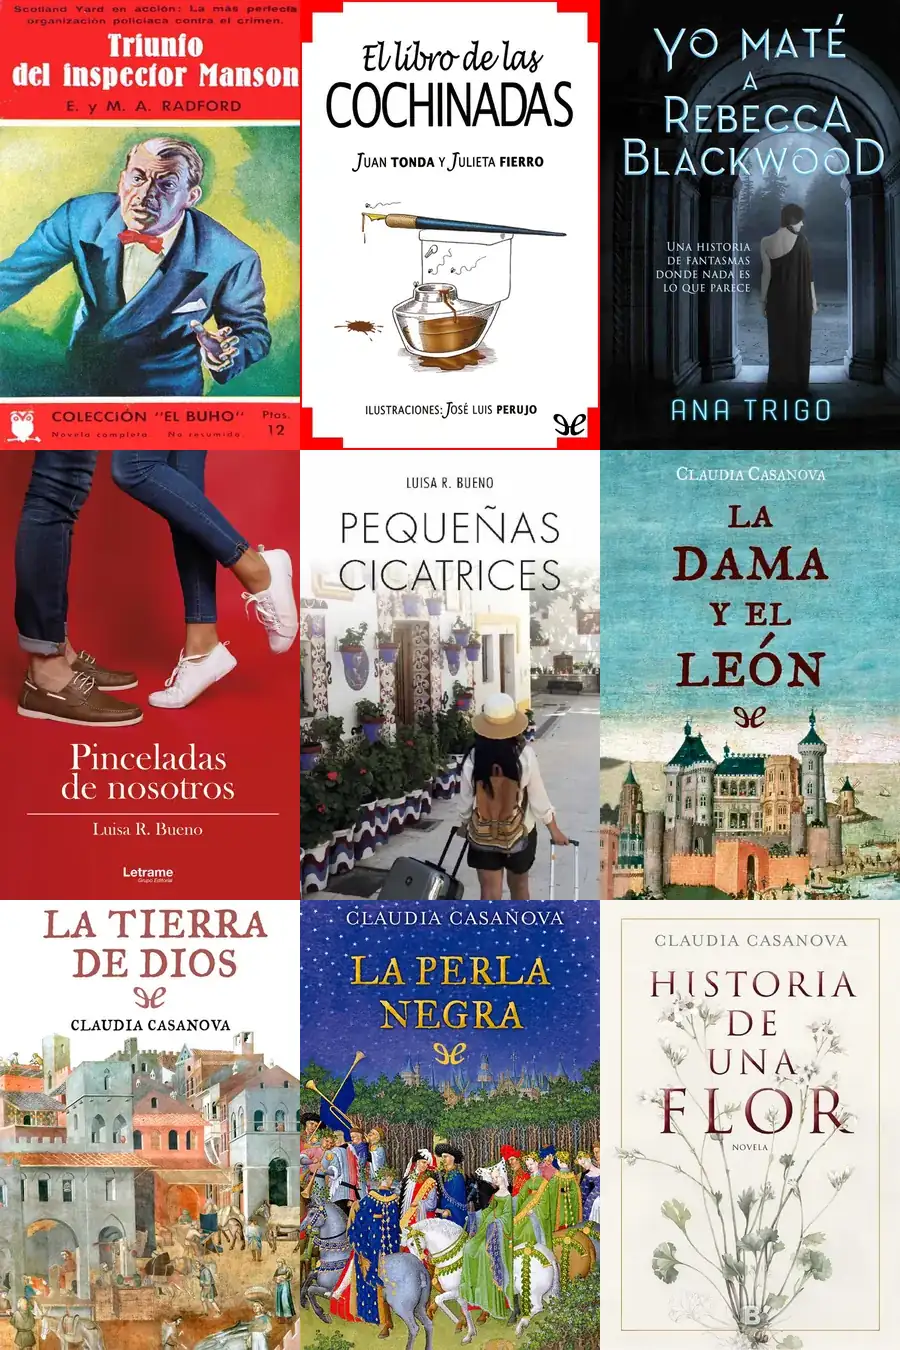 Scotland Yard en acción: La más perfecta
organización policíaca contra el crimen.
Triunfo
del inspector Manson
E. y M. A. RADFORD
COLECCIÓN "EL BUHO"
Novela completa No resumida.
Ptas.
12
El libro de las
COCHINADAS
JUAN TONDA Y JULIETA FIERRO
ILUSTRACIONES: JOSÉ LUIS PERUJO
YO MATÉ
A
REBECCA
BLACKWOOD
UNA HISTORIA
DE FANTASMAS
DONDE NADA ES
LO QUE PARECE
ANA TRIGO
Pinceladas
de nosotros
Luisa R. Bueno
Letrame
Grupo Editorial
LUISA R. BUENO
PEQUEÑAS
CICATRICES
CLAUDIA CASANOVA
LA
DAMA
Y EL
LEÓN
LA TIERRA
DE DIOS
CLAUDIA CASANOVA
CLAUDIA CASANOVA
LA PERLA
NEGRA
CLAUDIA CASANOVA
HISTORIA
DE
UNA
FLOR
NOVELA
B